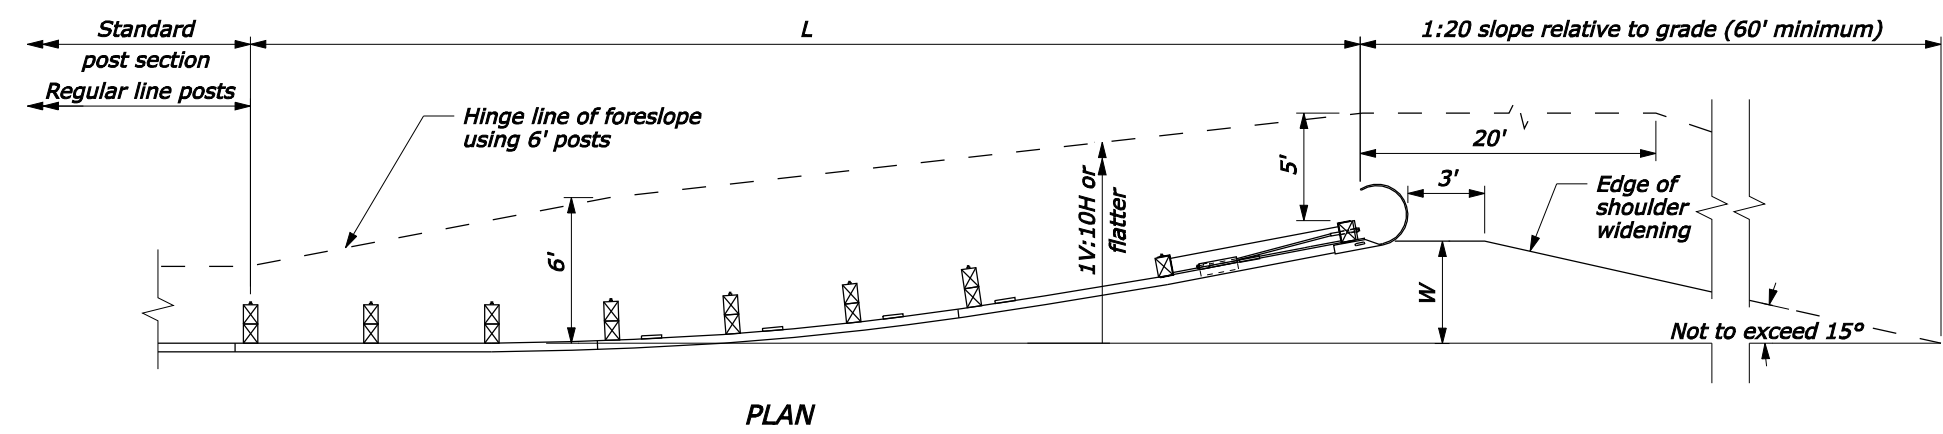 Standard
post section
Regular line posts
L
1:20 slope relative to grade (60' minimum)
Hinge line of foreslope
using 6' posts
6'
1V:10H or
flatter
5'
20'
3'
Edge of
shoulder
widening
W
Not to exceed 15°
PLAN